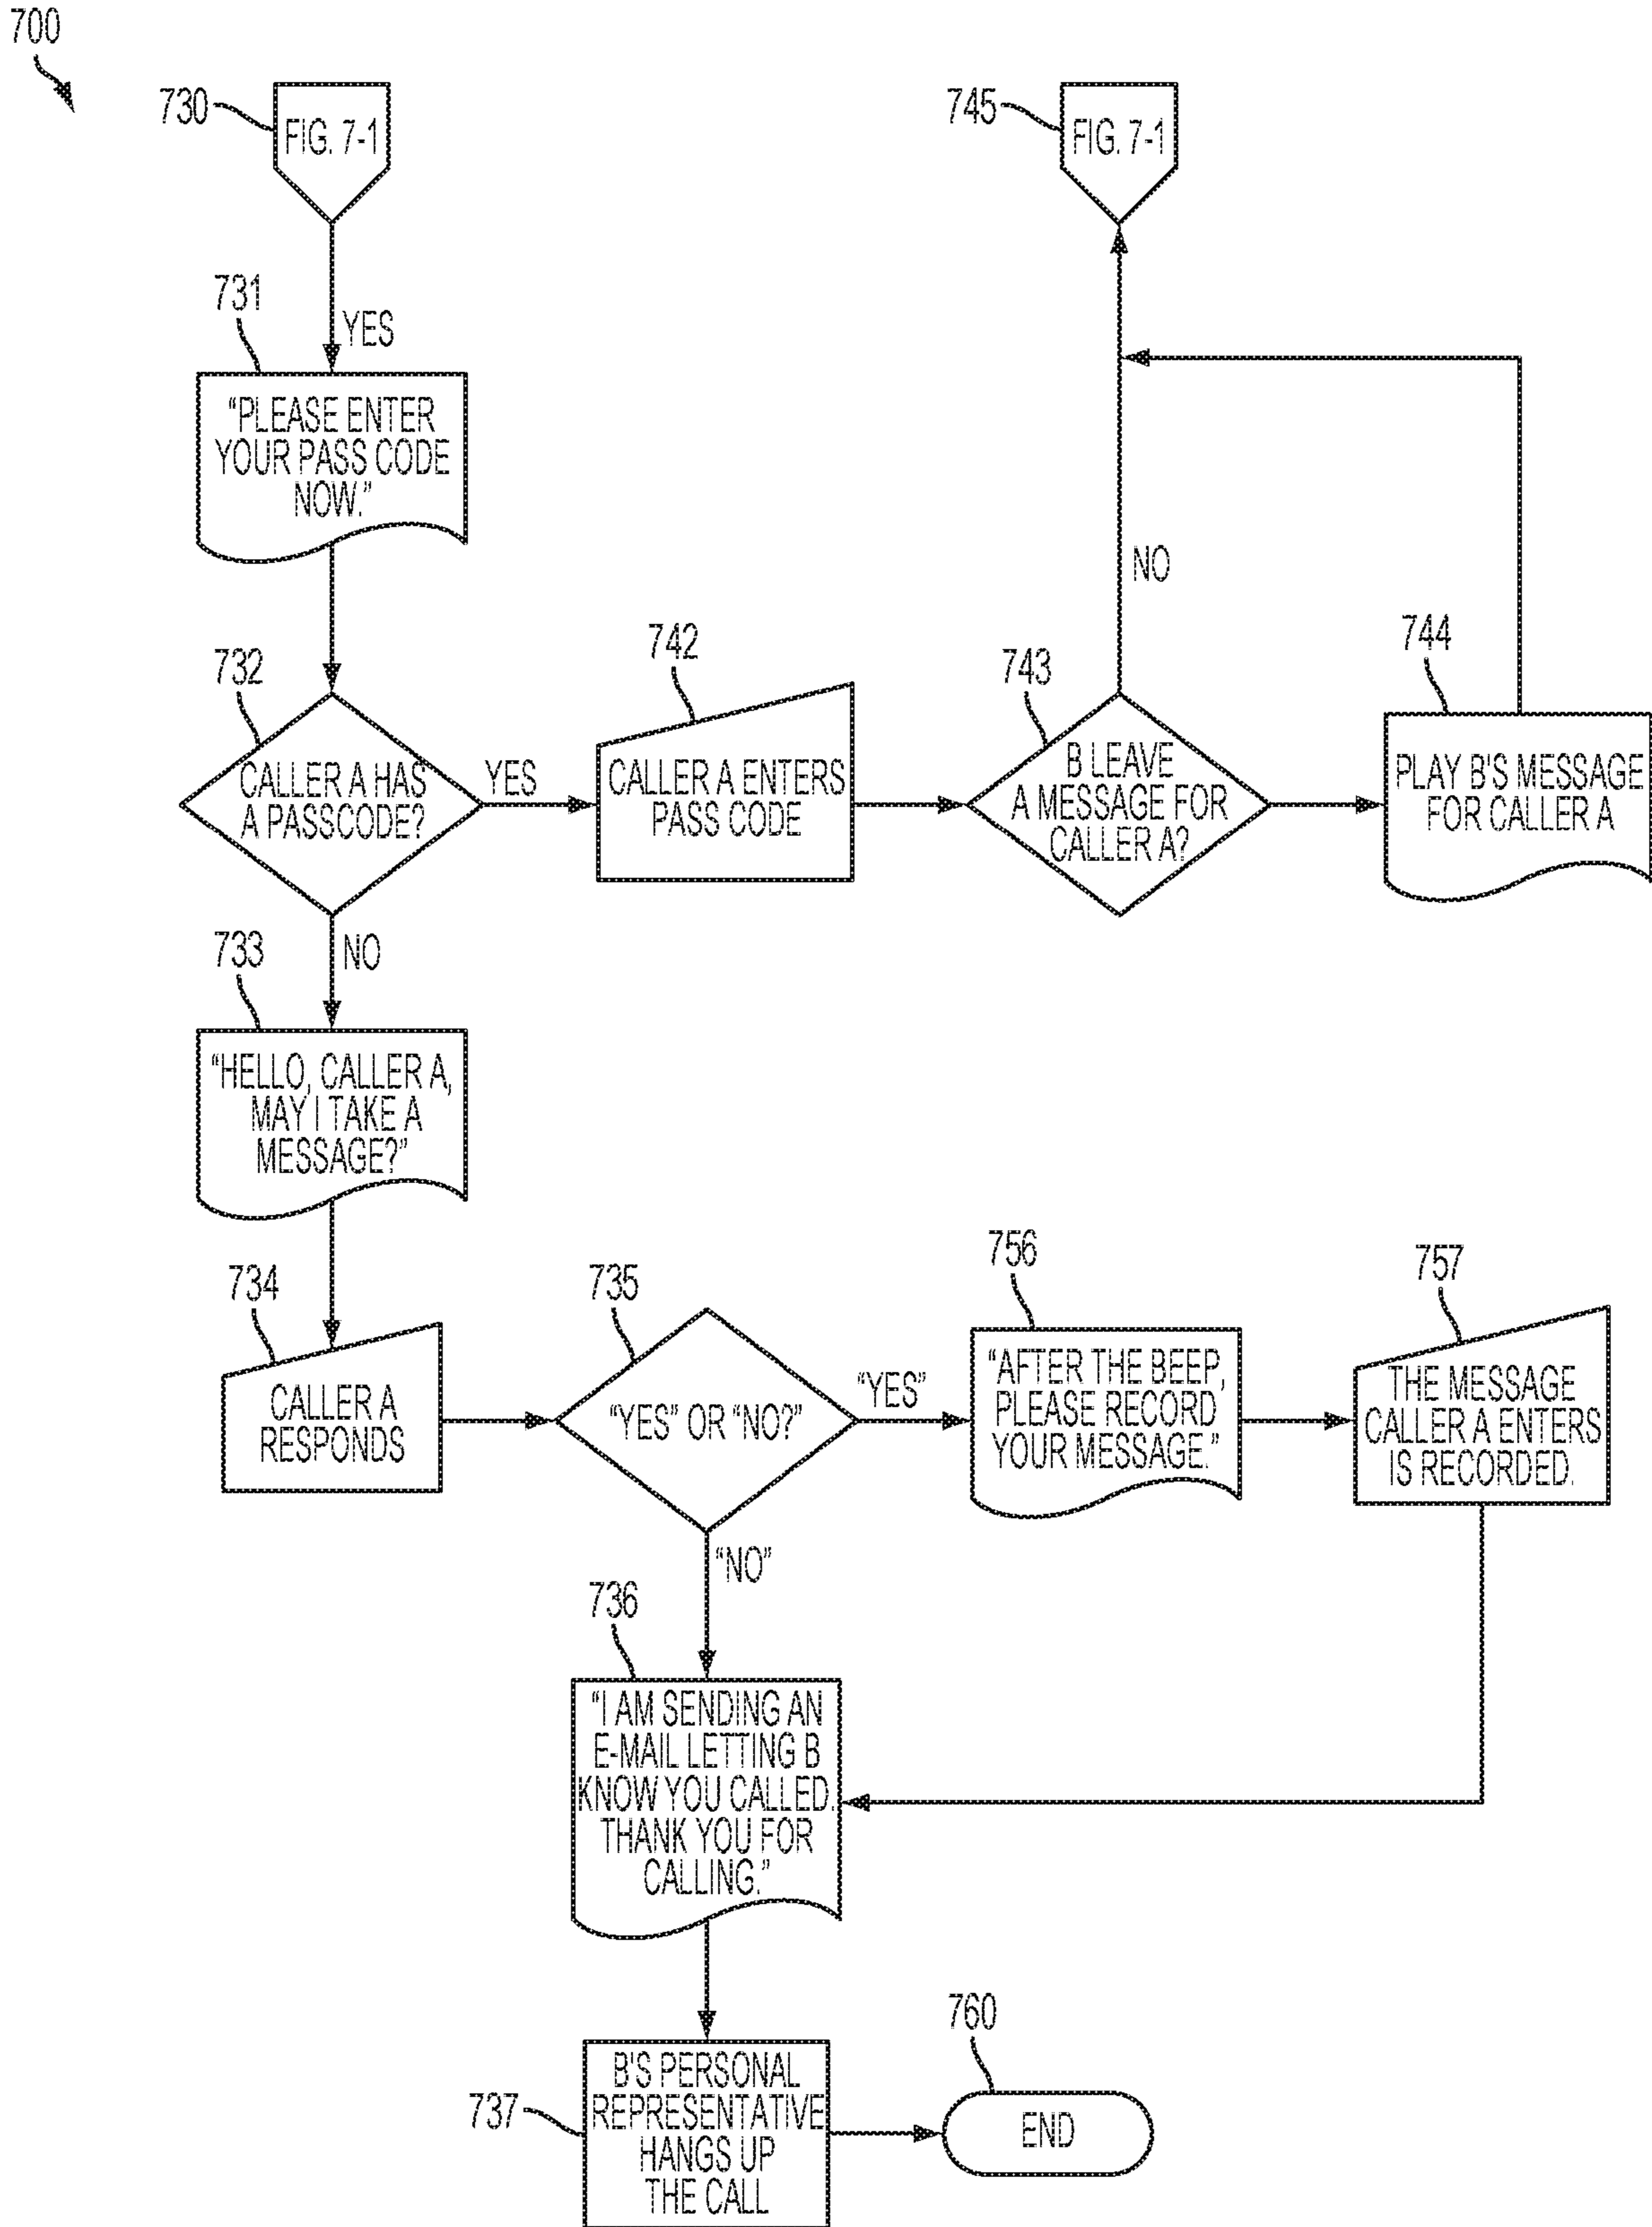 700
730
FIG. 7-1
745
FIG. 7-1
731
YES
“PLEASE ENTER
YOUR PASS CODE
NOW.”
NO
732
CALLER A HAS
A PASSCODE?
YES
742
CALLER A ENTERS
PASS CODE
743
B LEAVE
A MESSAGE FOR
CALLER A?
744
PLAY B'S MESSAGE
FOR CALLER A
NO
733
“HELLO, CALLER A,
MAY I TAKE A
MESSAGE?”
734
CALLER A
RESPONDS
735
“YES” OR “NO?”
“YES”
756
“AFTER THE BEEP,
PLEASE RECORD
YOUR MESSAGE.”
757
THE MESSAGE
CALLER A ENTERS
IS RECORDED.
“NO”
736
“I AM SENDING AN
E-MAIL LETTING B
KNOW YOU CALLED.
THANK YOU FOR
CALLING.”
737
B'S PERSONAL
REPRESENTATIVE
HANGS UP
THE CALL
760
END